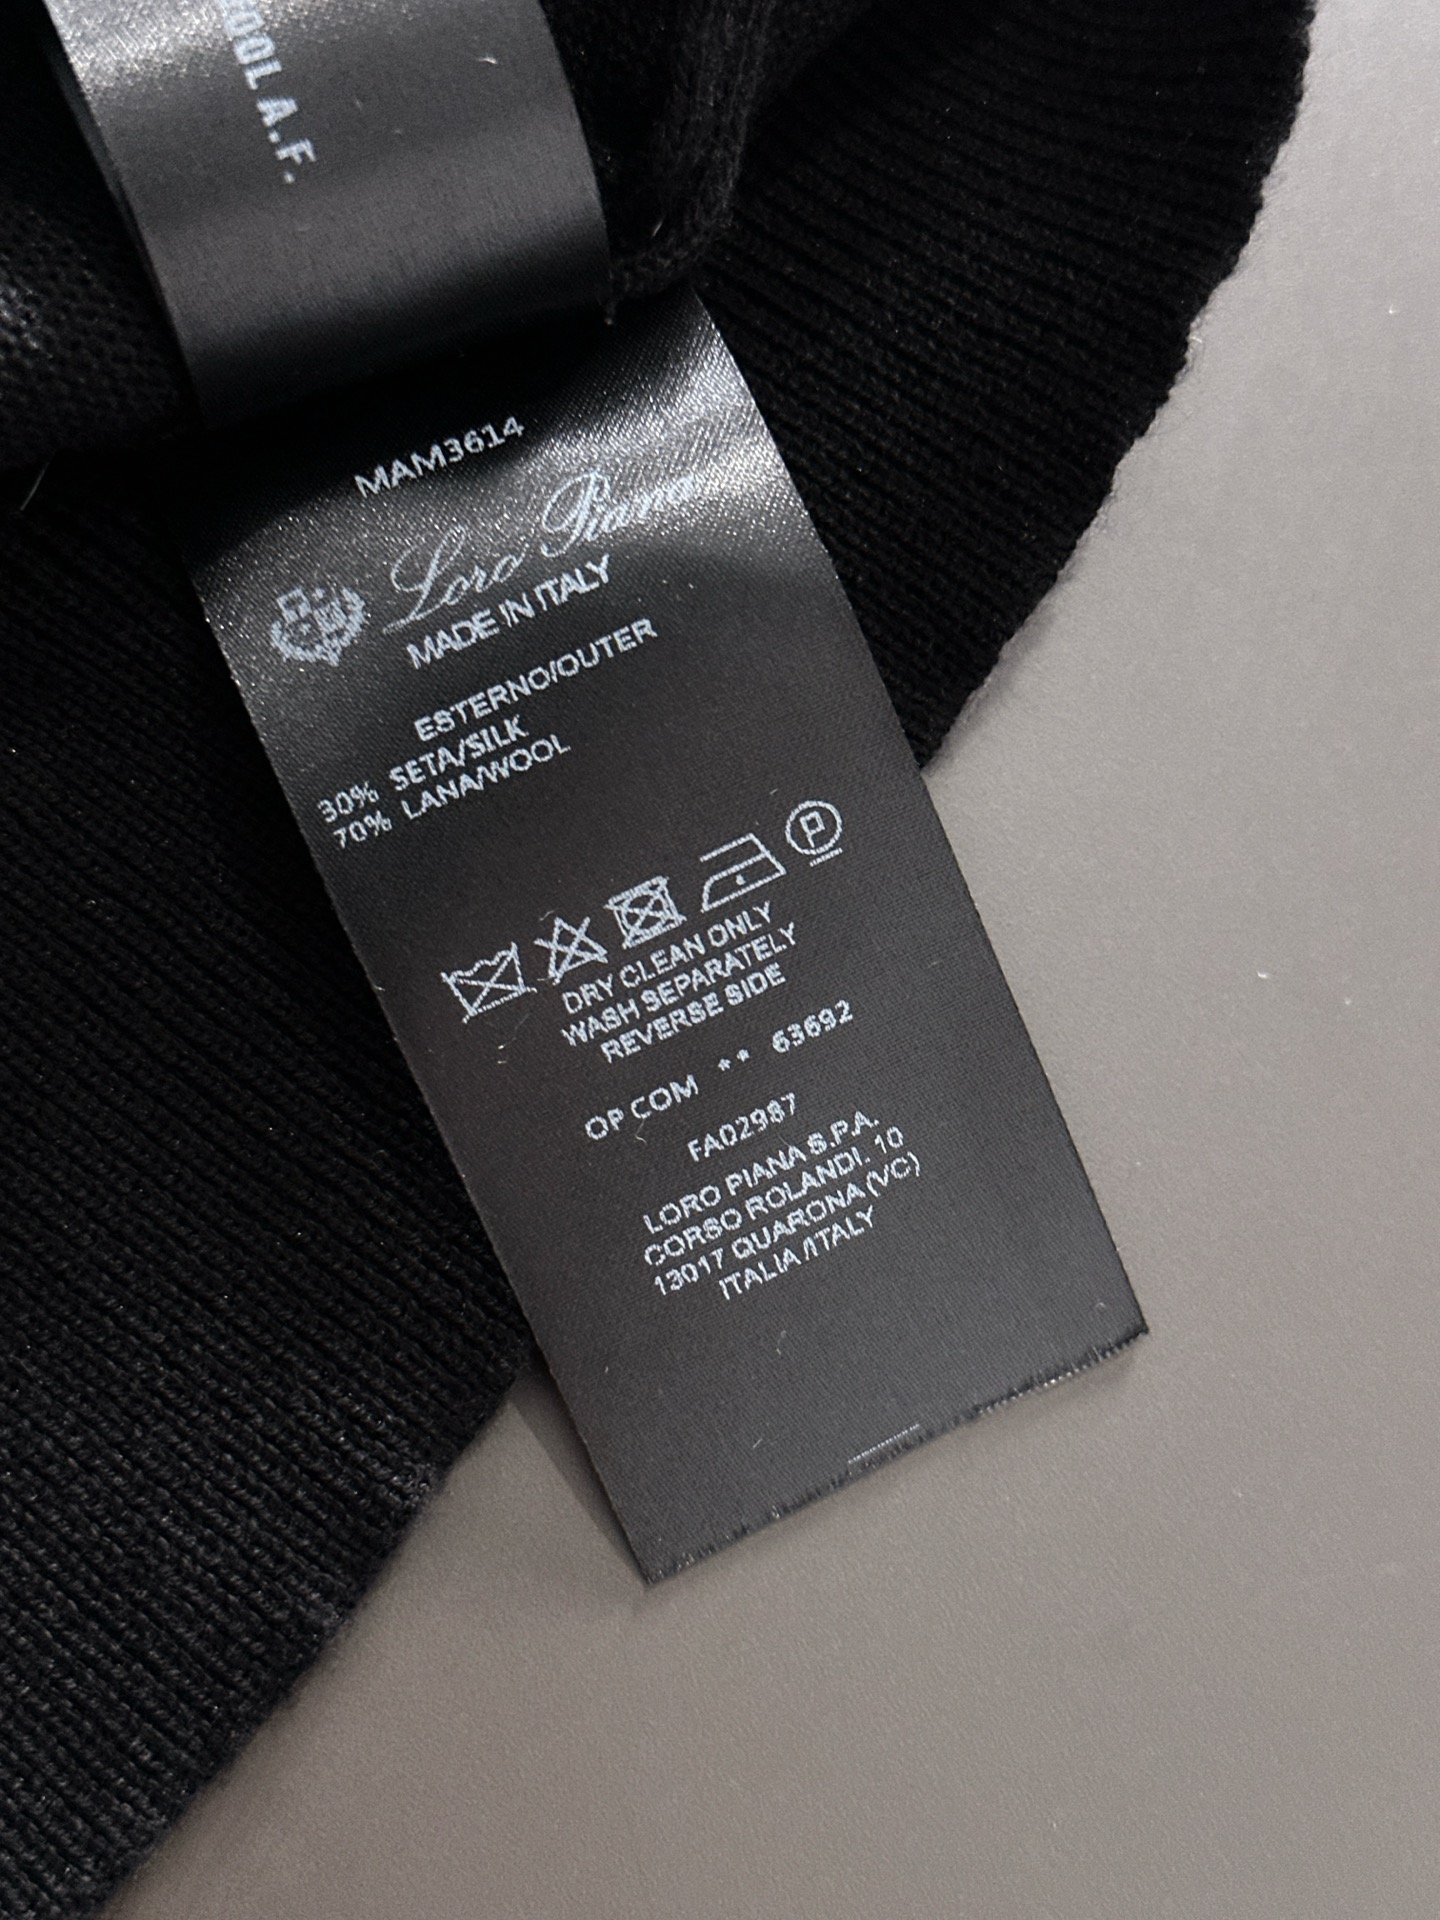 A.F.
MAM3614
Loro Piana
MADE IN ITALY
ESTERNO/OUTER
30% SETA/SILK
70% LANA/WOOL
P
DRY CLEAN ONLY
WASH SEPARATELY
REVERSE SIDE
OP COM ** 63692
FA02987
LORO PIANA S.P.A.
CORSO ROLANDI. 10
13017 QUARONA (VC)
ITALIA/ITALY